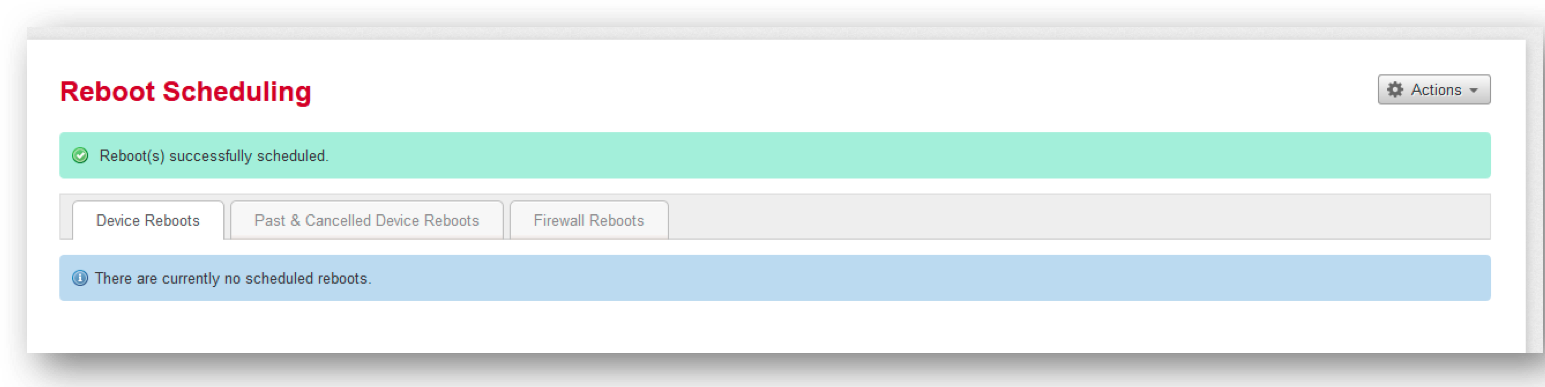 Reboot Scheduling
Actions
Reboot(s) successfully scheduled.
Device Reboots
Past & Cancelled Device Reboots
Firewall Reboots
There are currently no scheduled reboots.